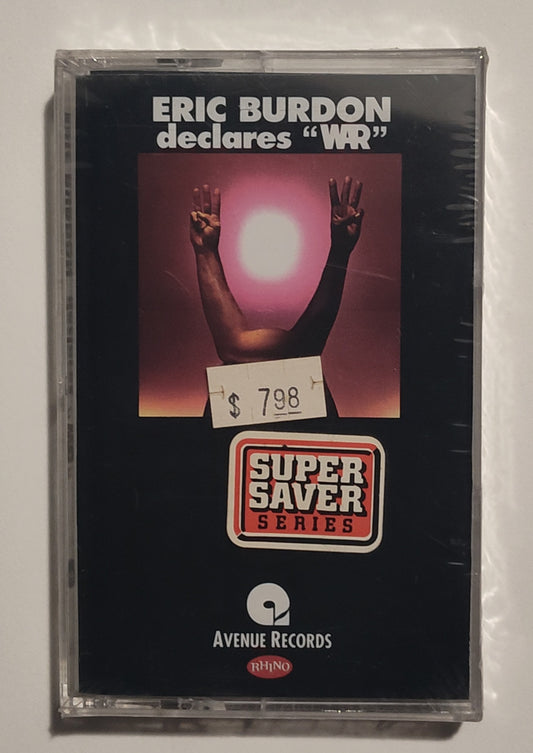 ERIC BURDON
declares “WAR”
$ 798
SUPER
SAVER
SERIES
AVENUE RECORDS
RHINO